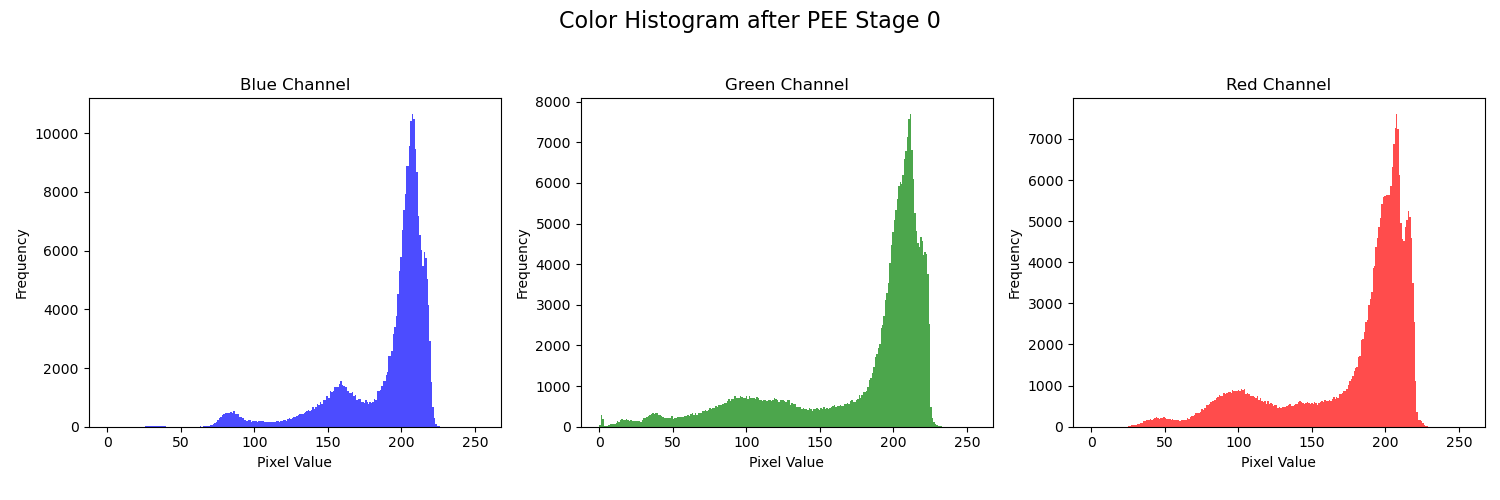 Color Histogram after PEE Stage 0
Blue Channel
Green Channel
Red Channel
Frequency
10000
8000
6000
4000
2000
0
0 50 100 150 200 250
Pixel Value
Frequency
8000
7000
6000
5000
4000
3000
2000
1000
0
0 50 100 150 200 250
Pixel Value
Frequency
7000
6000
5000
4000
3000
2000
1000
0
0 50 100 150 200 250
Pixel Value